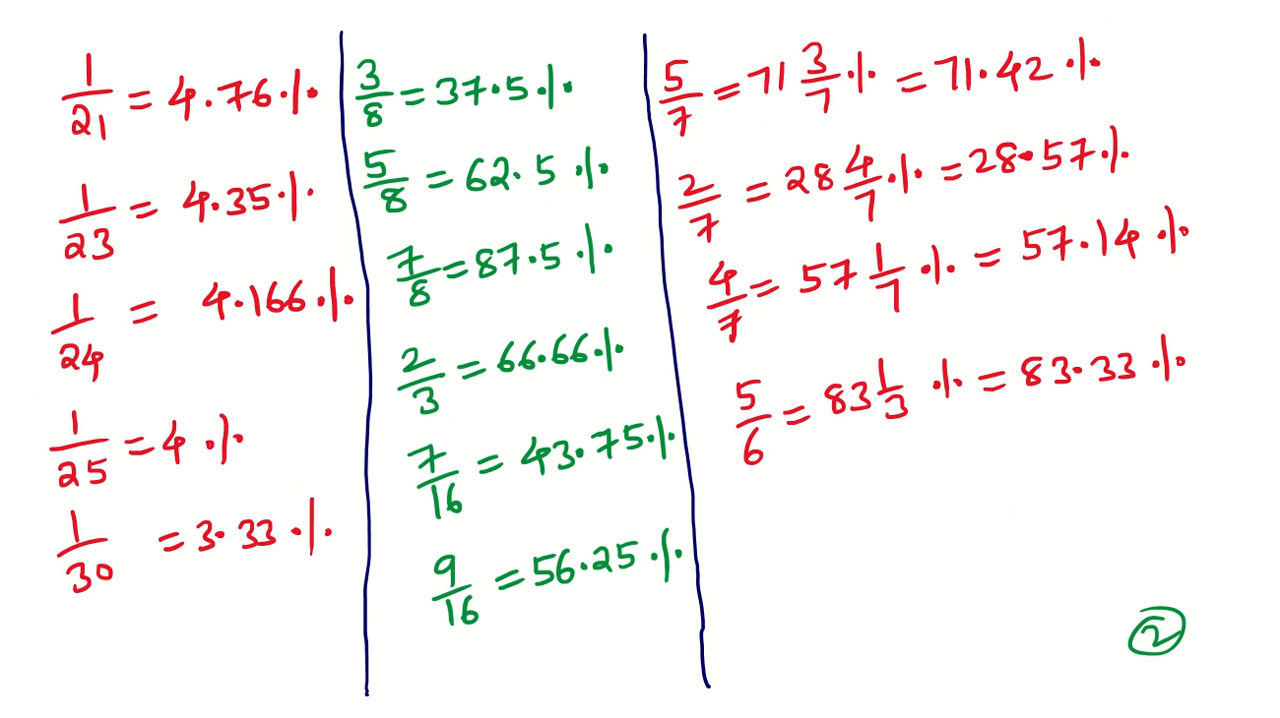 1/21 = 4.76%
1/23 = 4.35%
1/24 = 4.166%
1/25 = 4%
1/30 = 3.33%
3/8 = 37.5%
5/8 = 62.5%
7/8 = 87.5%
2/3 = 66.66%
7/16 = 43.75%
9/16 = 56.25%
5/7 = 71 3/7% = 71.42%
2/7 = 28 4/7% = 28.57%
4/7 = 57 1/7% = 57.14%
5/6 = 83 1/3% = 83.33%
2